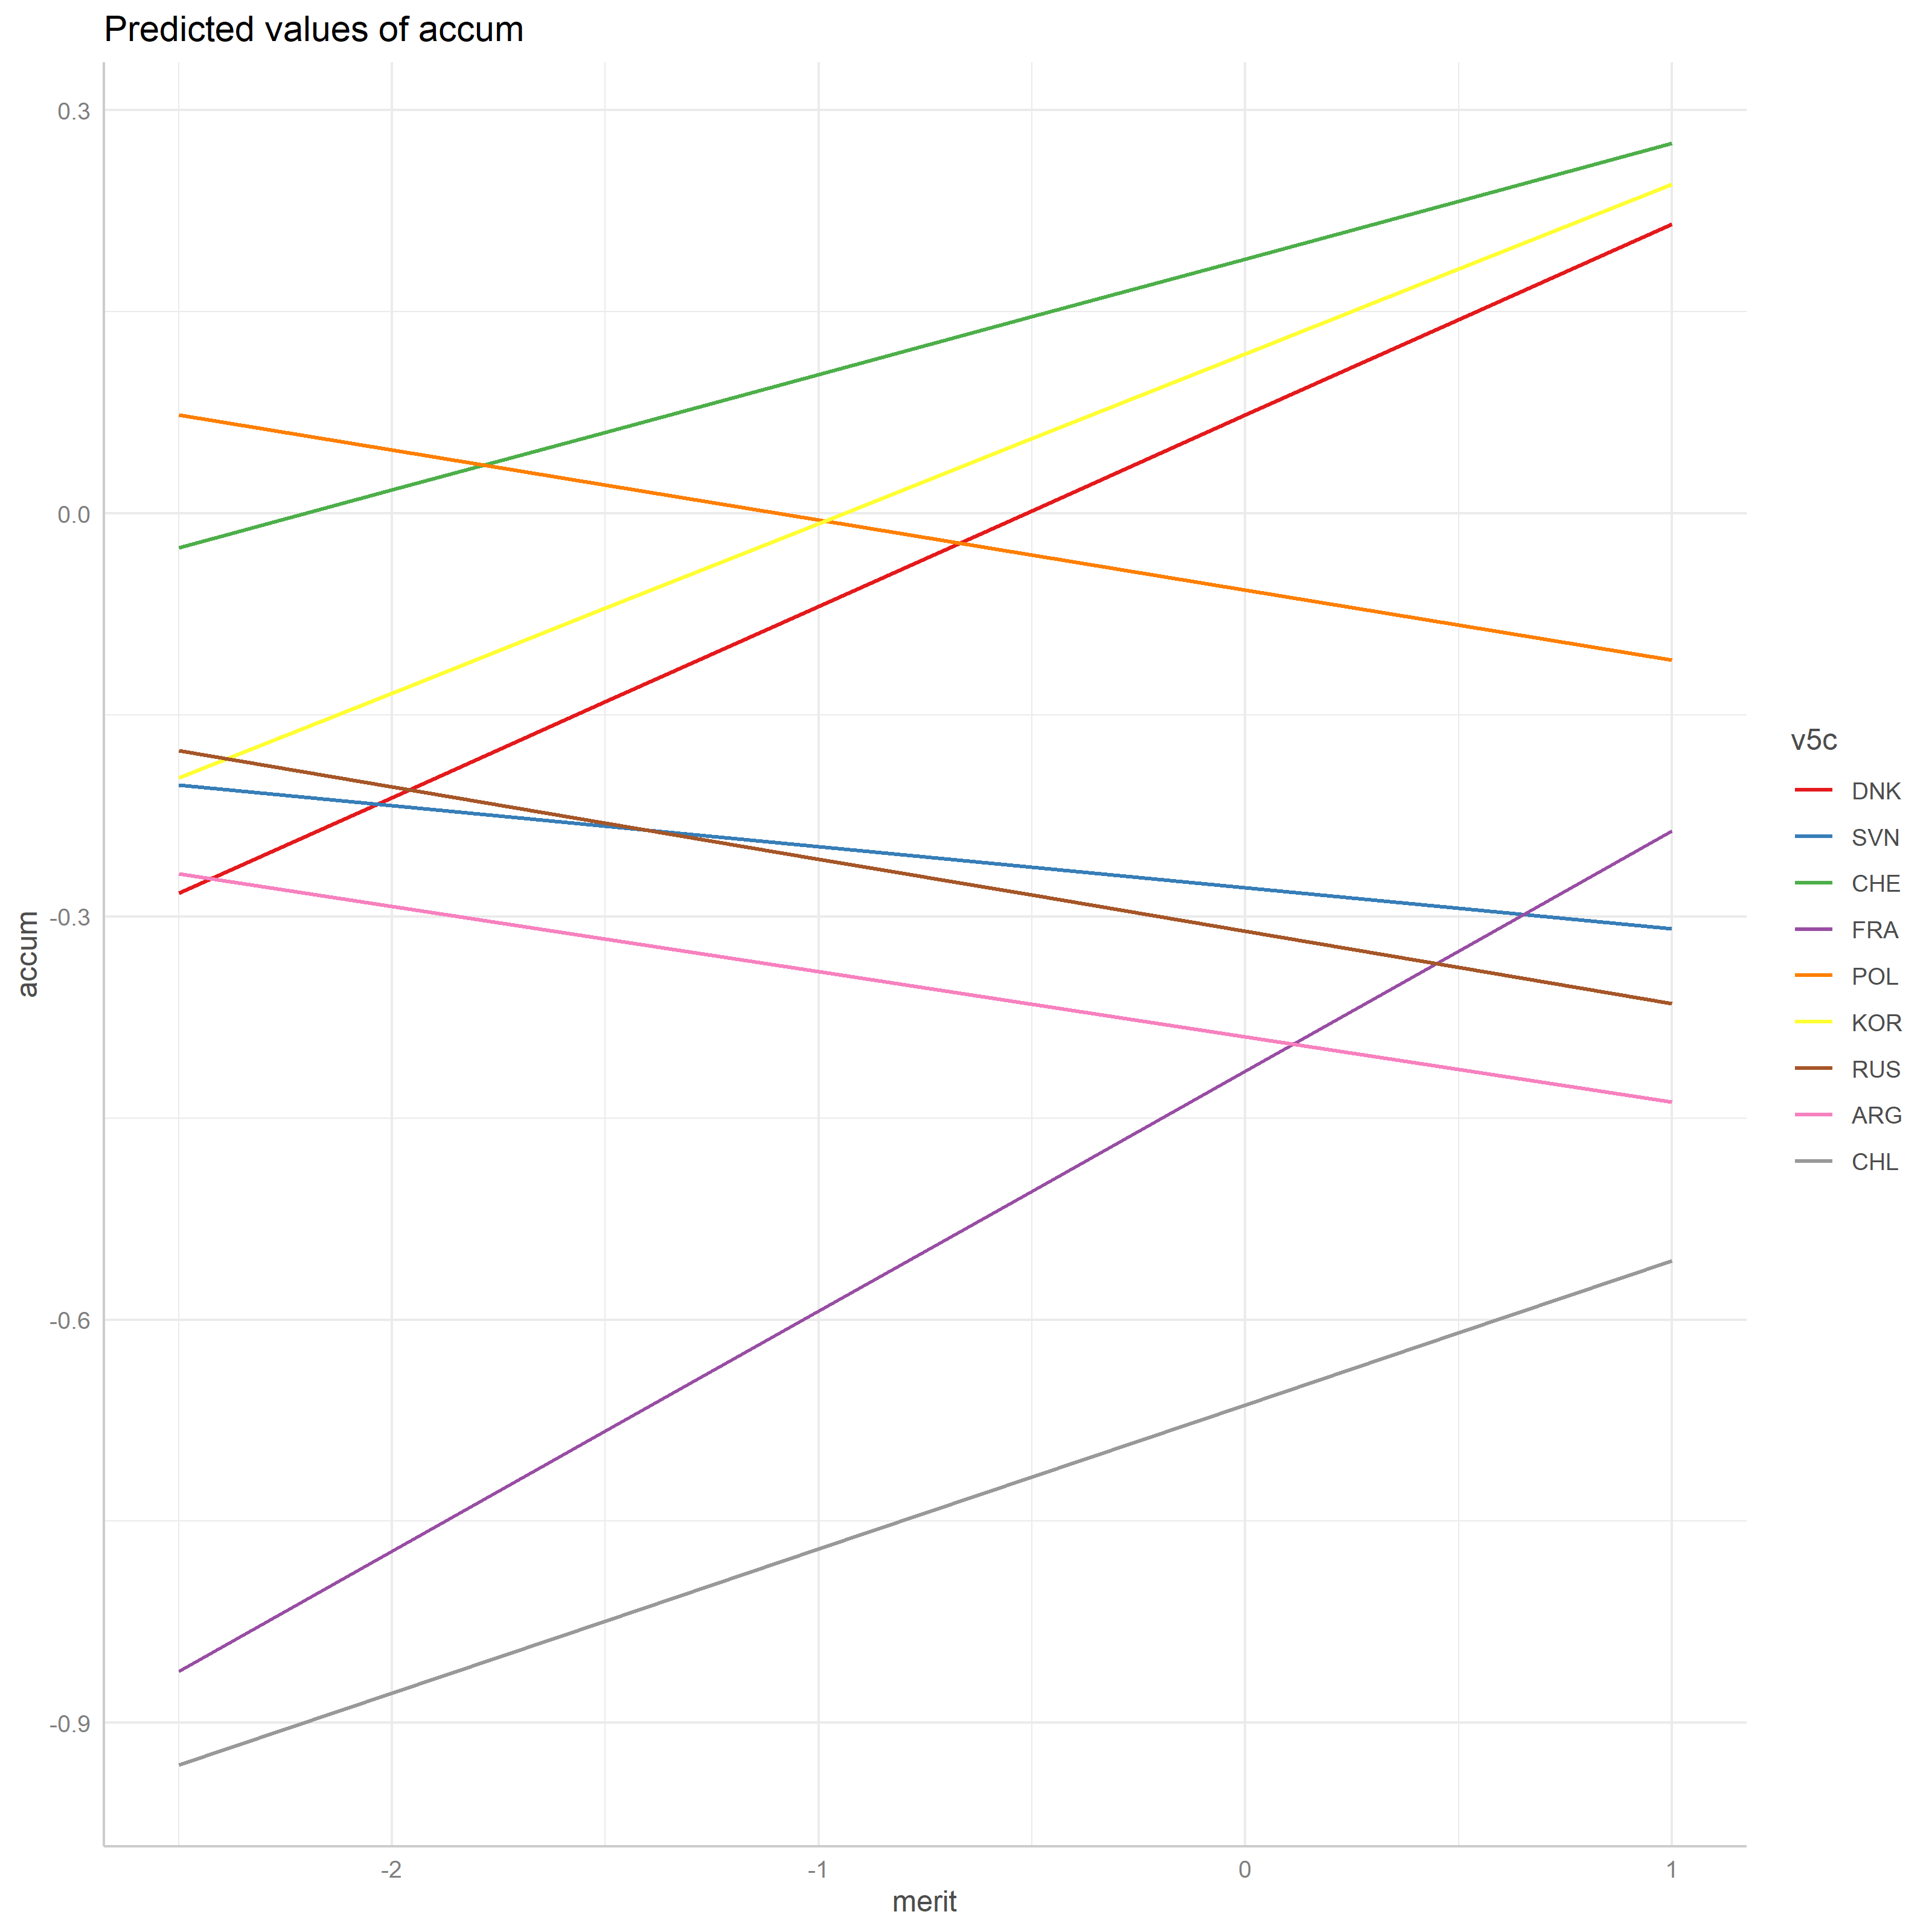 Predicted values of accum
0.3
0.0
-0.3
-0.6
-0.9
accum
-2
-1
0
1
merit
v5c
DNK
SVN
CHE
FRA
POL
KOR
RUS
ARG
CHL